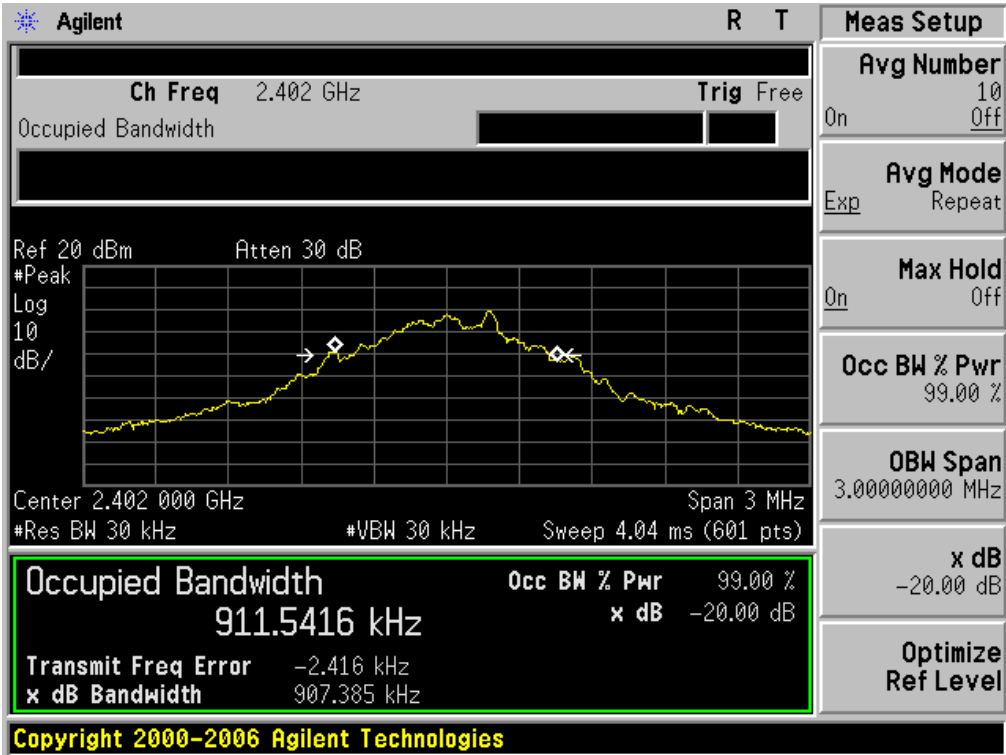 Agilent R T
Ch Freq 2.402 GHz Trig Free
Occupied Bandwidth
Ref 20 dBm Atten 30 dB
#Peak
Log
10
dB/
Center 2.402 000 GHz Span 3 MHz
#Res BW 30 kHz #VBW 30 kHz Sweep 4.04 ms (601 pts)
Occupied Bandwidth Occ BW % Pwr 99.00 %
911.5416 kHz x dB -20.00 dB
Transmit Freq Error -2.416 kHz
x dB Bandwidth 907.385 kHz
Copyright 2000-2006 Agilent Technologies
Meas Setup
Avg Number
10
On Off
Avg Mode
Exp Repeat
Max Hold
On Off
Occ BW % Pwr
99.00 %
OBW Span
3.00000000 MHz
x dB
-20.00 dB
Optimize
Ref Level